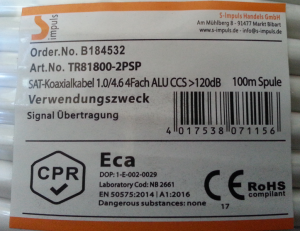 S-impuls
S-Impuls Handels GmbH
Am Mühlberg 8 - 91477 Markt Bibart
www.s-impuls.de - info@s-impuls.de
Order.No. B184532
Art.No. TR81800-2PSP
SAT-Koaxialkabel 1.0/4.6 4Fach ALU CCS >120dB 100m Spule
Verwendungszweck
Signal Übertragung
4 017538 071156
CPR
Eca
DOP: 1-E-002-0029
Laboratory Cod: NB 2661
EN 50575:2014 / A1:2016
Dangerous substances: none
CE
17
RoHS
compliant